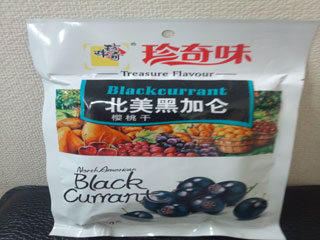 珍奇味
Treasure Flavour
Blackcurrant
北美黑加仑
樱桃干
North American
Black
Currant